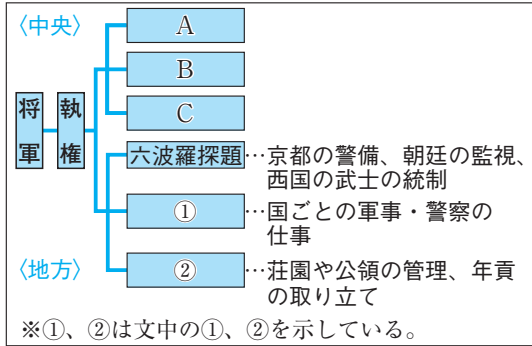 〈中央〉
A
B
C
将軍
執権
六波羅探題…京都の警備、朝廷の監視、
西国の武士の統制
①…国ごとの軍事・警察の
仕事
〈地方〉
②…荘園や公領の管理、年貢
の取り立て
※①、②は文中の①、②を示している。